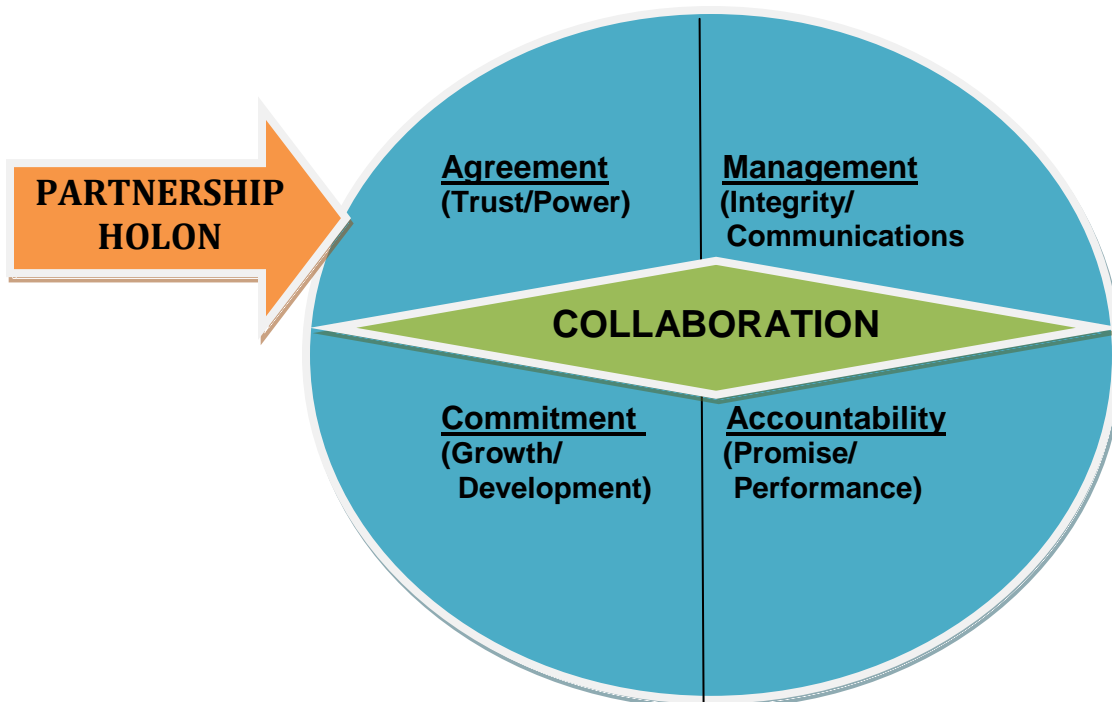 PARTNERSHIP
HOLON
Agreement
(Trust/Power)
Management
(Integrity/
Communications
COLLABORATION
Commitment
(Growth/
Development)
Accountability
(Promise/
Performance)